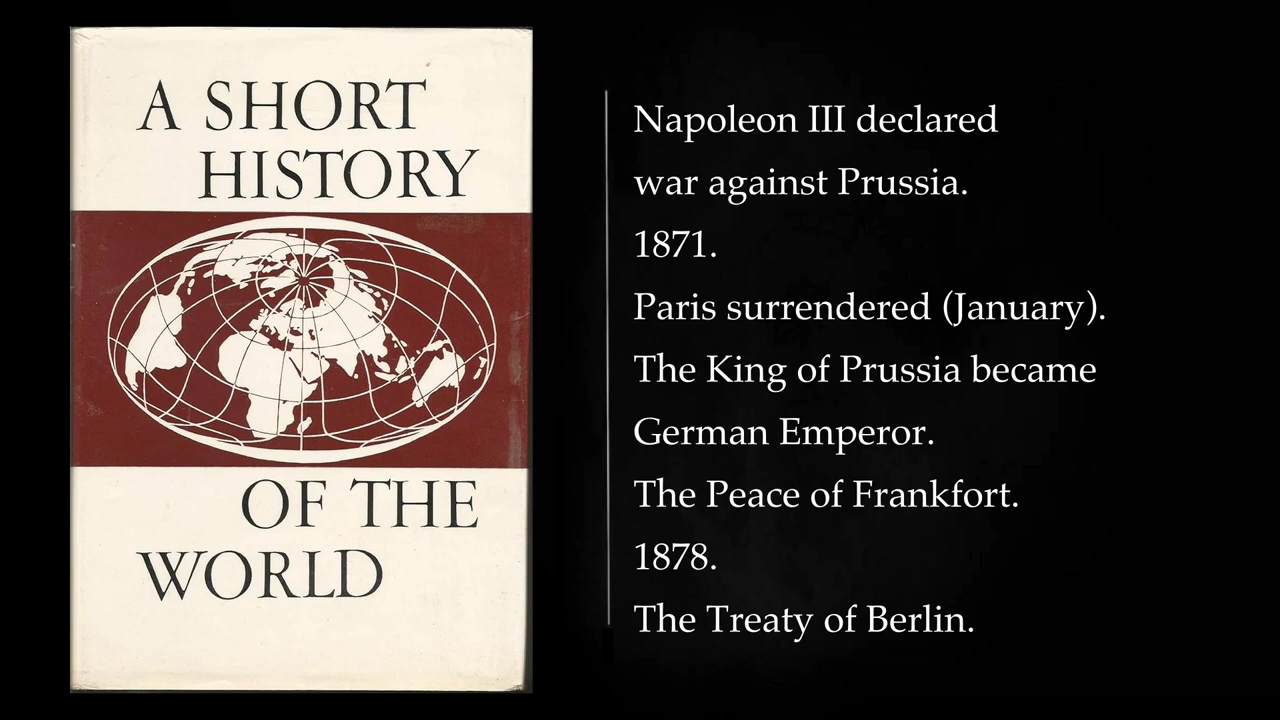 A SHORT
HISTORY
OF THE
WORLD
Napoleon III declared
war against Prussia.
1871.
Paris surrendered (January).
The King of Prussia became
German Emperor.
The Peace of Frankfort.
1878.
The Treaty of Berlin.